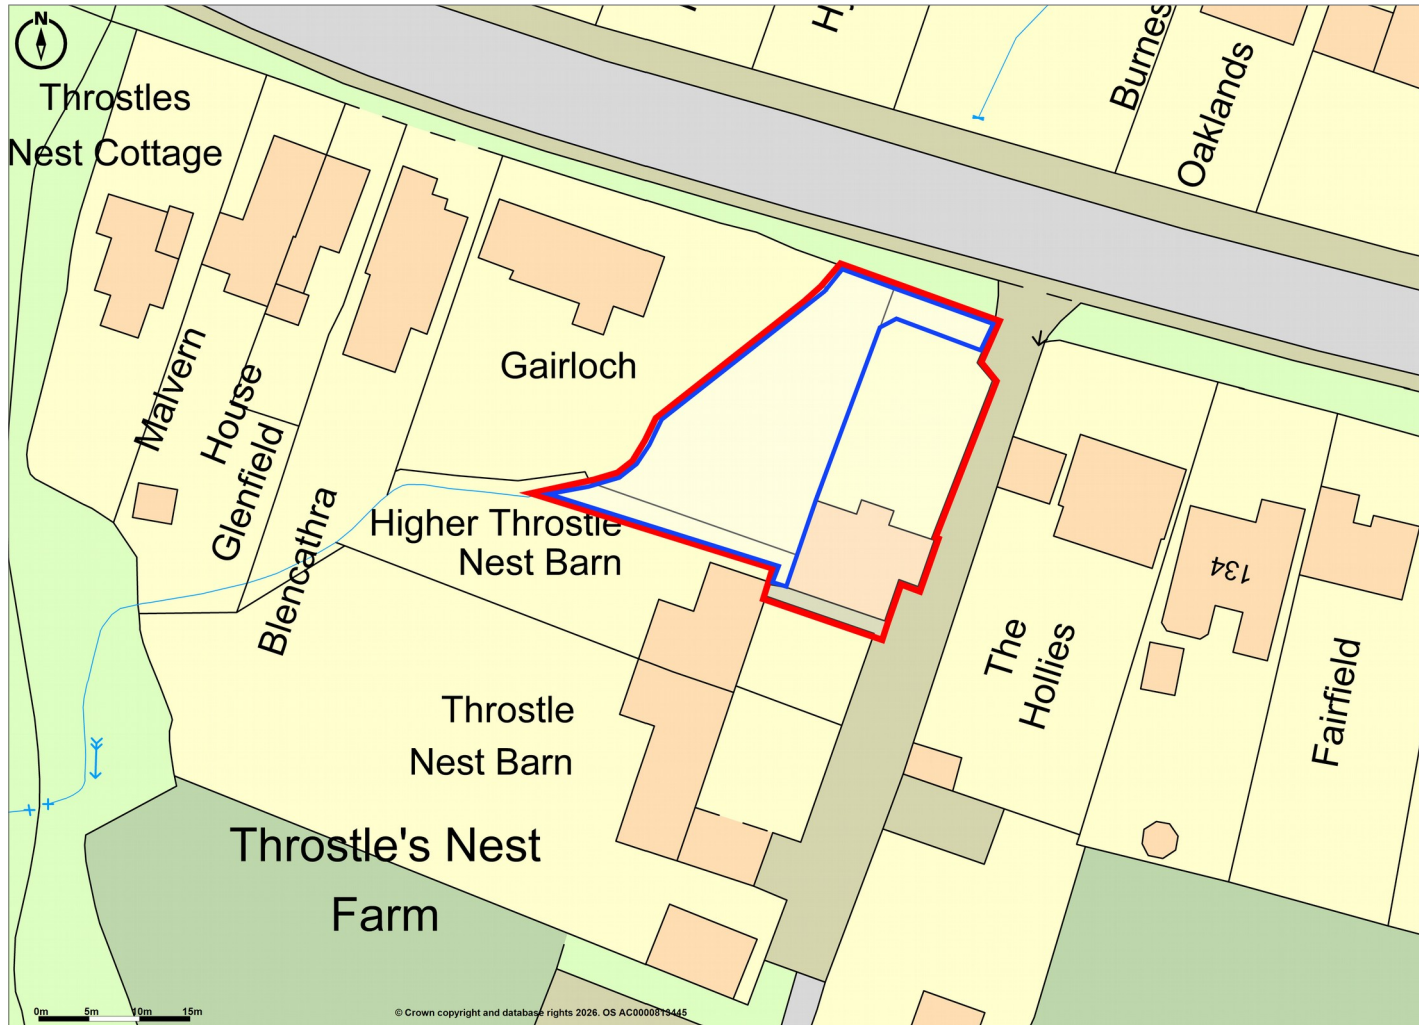 N
Burnes
Oaklands
Throstles
Nest Cottage
Malvern
House
Glenfield
Blencathra
Gairloch
Higher Throstle
Nest Barn
Throstle
Nest Barn
Throstle's Nest
Farm
The
Hollies
134
Fairfield
0m 5m 10m 15m
© Crown copyright and database rights 2026. OS AC0000813445